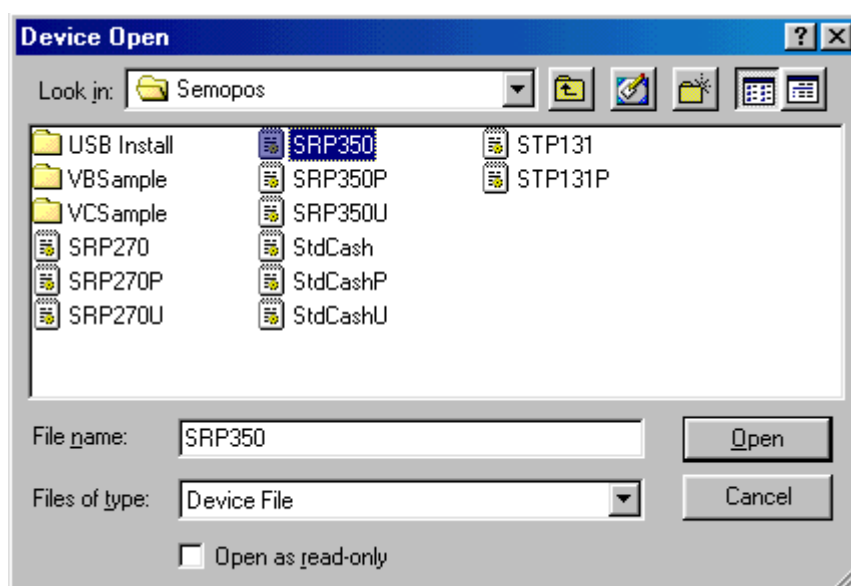 Device Open
Look in: Semopos
USB Install SRP350 STP131
VBSample SRP350P STP131P
VCSample SRP350U
SRP270 StdCash
SRP270P StdCashP
SRP270U StdCashU
File name: SRP350 Open
Files of type: Device File Cancel
Open as read-only